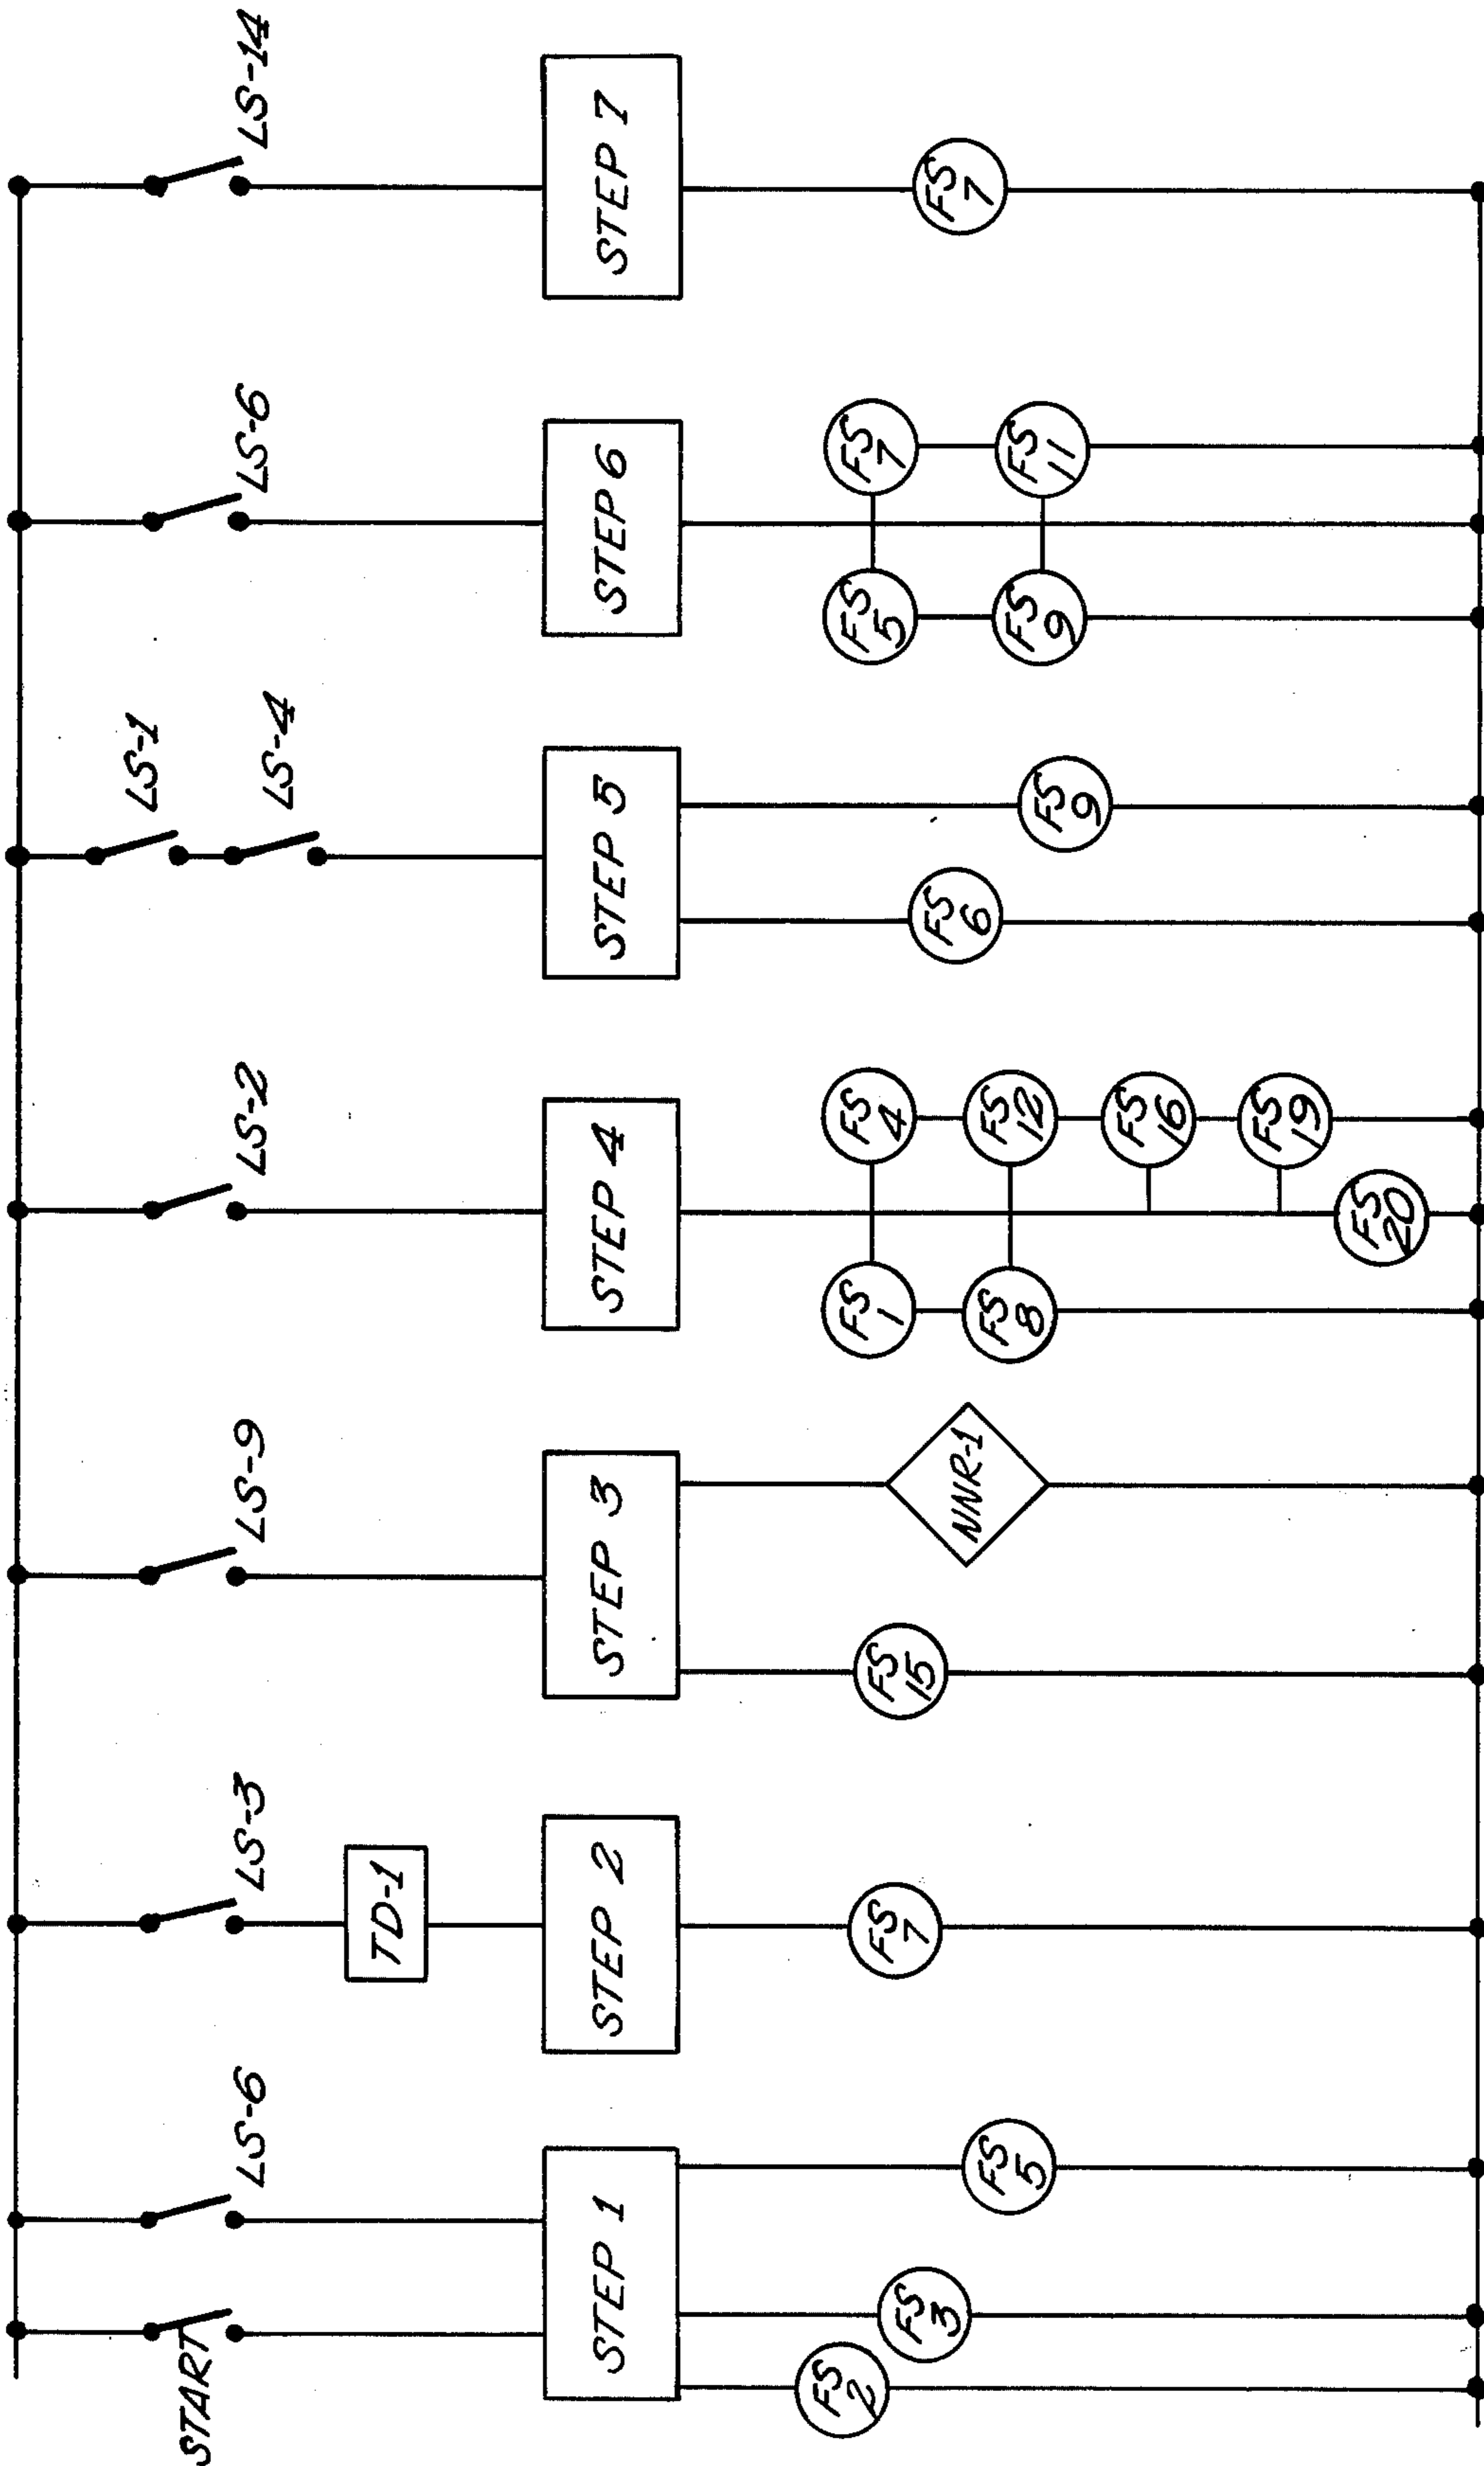 START
LS-6
STEP 1
FS
2
FS
3
FS
5
LS-3
TD-1
STEP 2
FS
7
LS-9
STEP 3
FS
15
NNR-1
LS-2
STEP 4
FS
1
FS
4
FS
8
FS
12
FS
16
FS
19
FS
20
LS-1
LS-4
STEP 5
FS
6
FS
9
LS-6
STEP 6
FS
5
FS
7
FS
9
FS
11
LS-14
STEP 7
FS
7